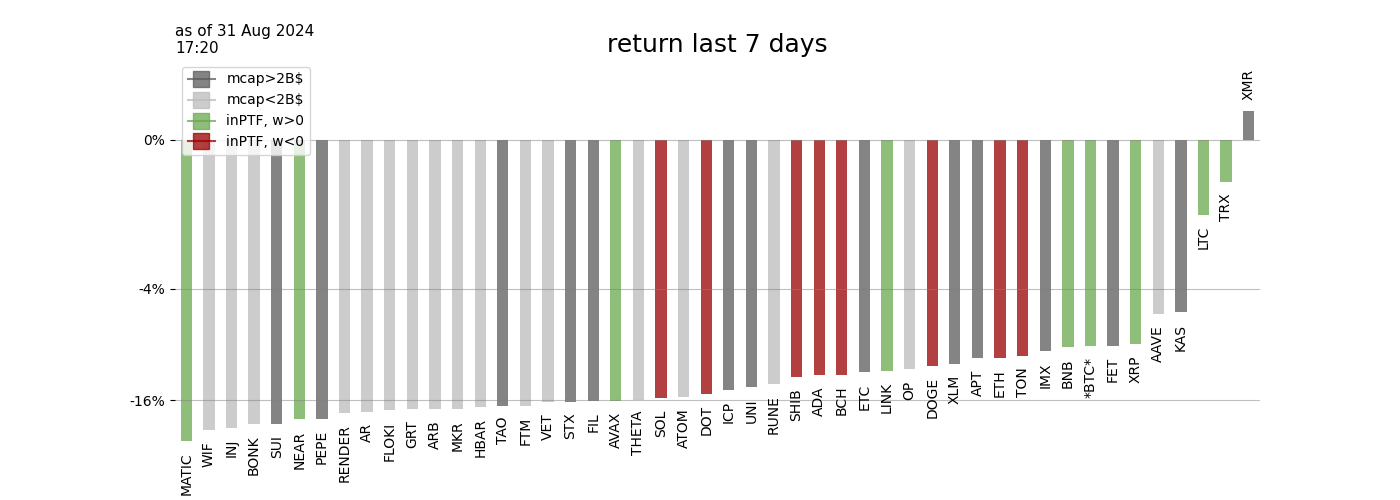 as of 31 Aug 2024
17:20
return last 7 days
mcap>2B$
mcap<2B$
inPTF, w>0
inPTF, w<0
0%
-4%
-16%
MATIC
WIF
INJ
BONK
SUI
NEAR
PEPE
RENDER
AR
FLOKI
GRT
ARB
MKR
HBAR
TAO
FTM
VET
STX
FIL
AVAX
THETA
SOL
ATOM
DOT
ICP
UNI
RUNE
SHIB
ADA
BCH
ETC
LINK
OP
DOGE
XLM
APT
ETH
TON
IMX
BNB
*BTC*
FET
XRP
AAVE
KAS
LTC
TRX
XMR